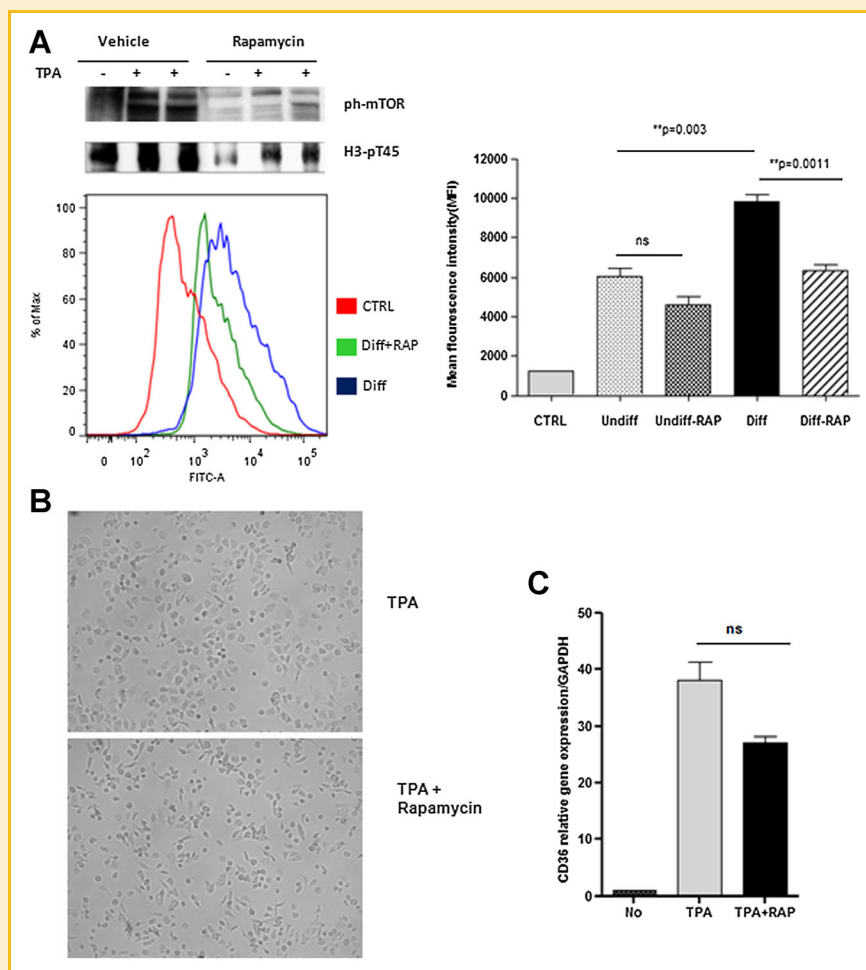 A
Vehicle Rapamycin
TPA - + + - + +
ph-mTOR
H3-pT45
100
80
60
40
20
0
% of Max
0 10^2 10^3 10^4 10^5
FITC-A
CTRL
Diff+RAP
Diff
**p=0.003
**p=0.0011
ns
12000
10000
8000
6000
4000
2000
0
Mean flourescence intensity(MFI)
CTRL Undiff Undiff-RAP Diff Diff-RAP
B
TPA
TPA +
Rapamycin
C
ns
50
40
30
20
10
0
CD36 relative gene expression/GAPDH
No TPA TPA+RAP